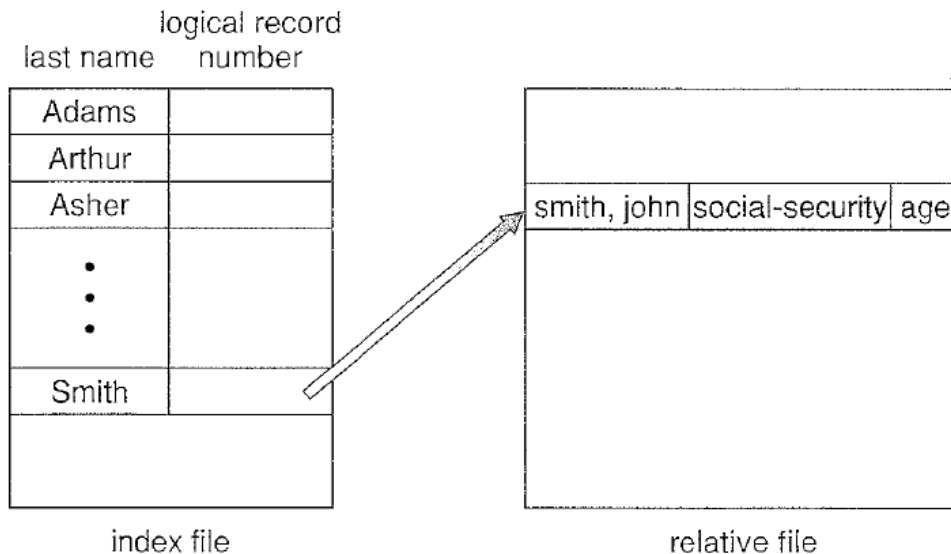 last name
logical record
number
Adams
Arthur
Asher
Smith
index file
smith, john
social-security
age
relative file